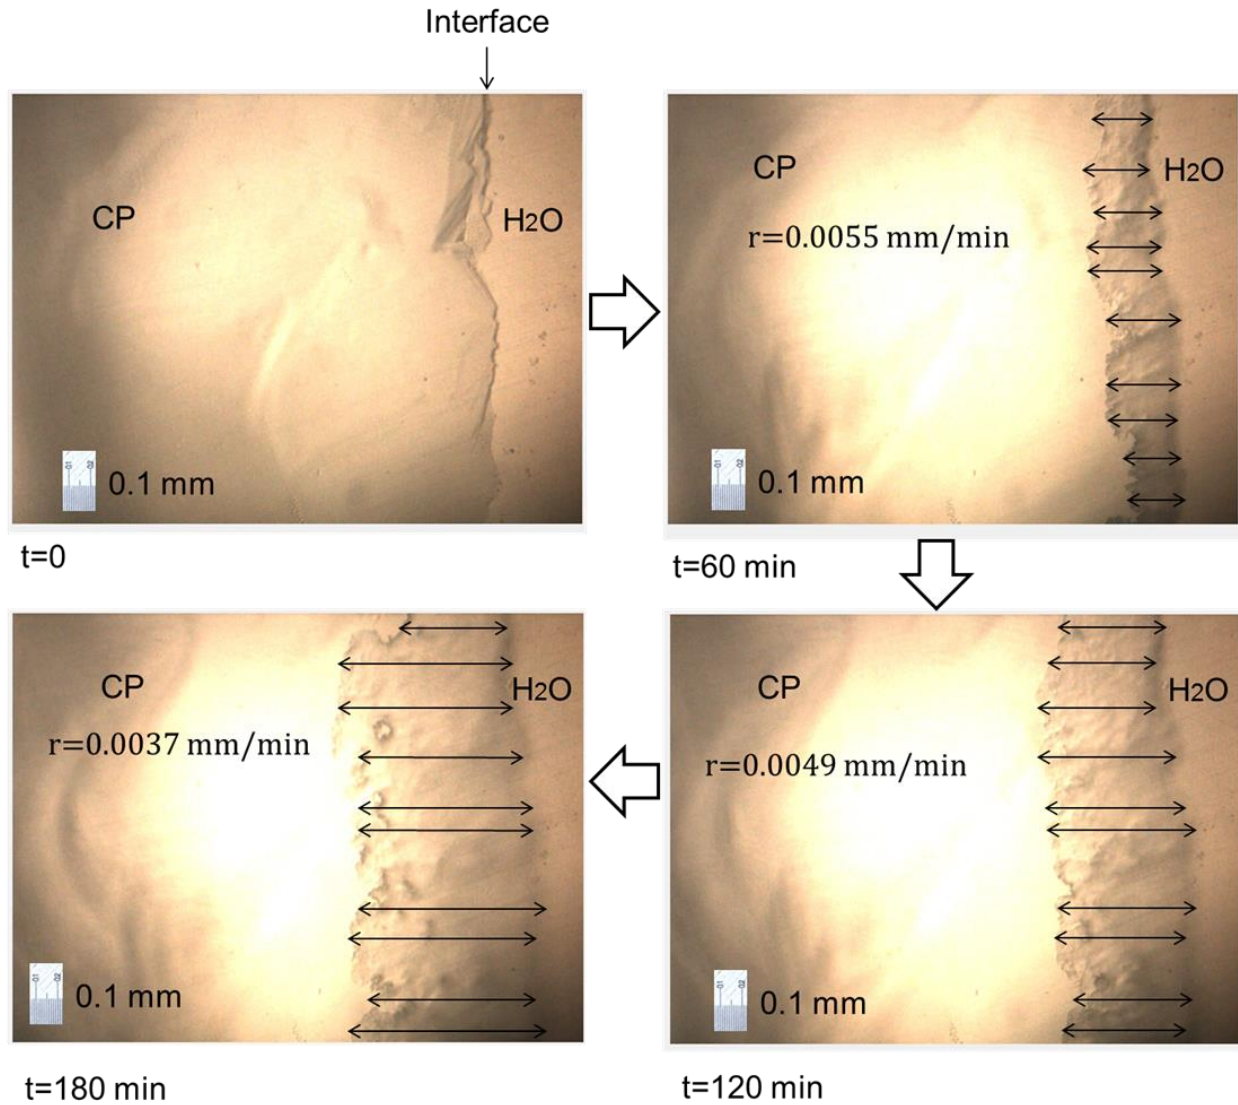 Interface
CP
H2O
0.1 mm
t=0
CP
H2O
r=0.0055 mm/min
0.1 mm
t=60 min
CP
H2O
r=0.0037 mm/min
0.1 mm
t=180 min
CP
H2O
r=0.0049 mm/min
0.1 mm
t=120 min